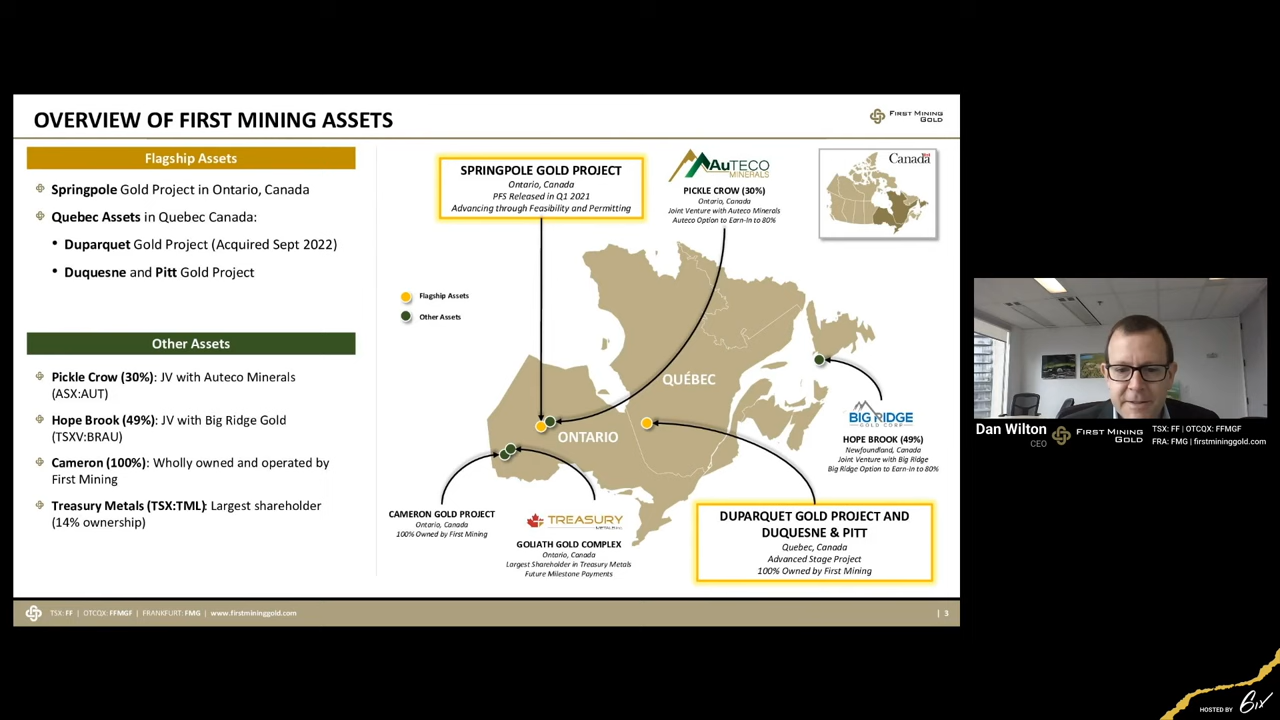 OVERVIEW OF FIRST MINING ASSETS
FIRST MINING
GOLD
Flagship Assets
Springpole Gold Project in Ontario, Canada
Quebec Assets in Quebec Canada:
• Duparquet Gold Project (Acquired Sept 2022)
• Duquesne and Pitt Gold Project
Other Assets
Pickle Crow (30%): JV with Auteco Minerals
(ASX:AUT)
Hope Brook (49%): JV with Big Ridge Gold
(TSXV:BRAU)
Cameron (100%): Wholly owned and operated by
First Mining
Treasury Metals (TSX:TML): Largest shareholder
(14% ownership)
SPRINGPOLE GOLD PROJECT
Ontario, Canada
PFS Released in Q1 2021
Advancing through Feasibility and Permitting
AuTECO
MINERALS
PICKLE CROW (30%)
Ontario, Canada
Joint Venture with Auteco Minerals
Auteco Option to Earn-In to 80%
Canada
Flagship Assets
Other Assets
QUÉBEC
ONTARIO
BIG RIDGE
GOLD CORP
HOPE BROOK (49%)
Newfoundland, Canada
Joint Venture with Big Ridge
Big Ridge Option to Earn-In to 80%
CAMERON GOLD PROJECT
Ontario, Canada
100% Owned by First Mining
TREASURY
METALS INC.
GOLIATH GOLD COMPLEX
Ontario, Canada
Largest Shareholder in Treasury Metals
Future Milestone Payments
DUPARQUET GOLD PROJECT AND
DUQUESNE & PITT
Quebec, Canada
Advanced Stage Project
100% Owned by First Mining
TSX: FF | OTCQX: FFMGF | FRANKFURT: FMG | www.firstmininggold.com
| 3
Dan Wilton
CEO
FIRST MINING
GOLD
TSX: FF | OTCQX: FFMGF
FRA: FMG | firstmininggold.com
HOSTED BY 6ix